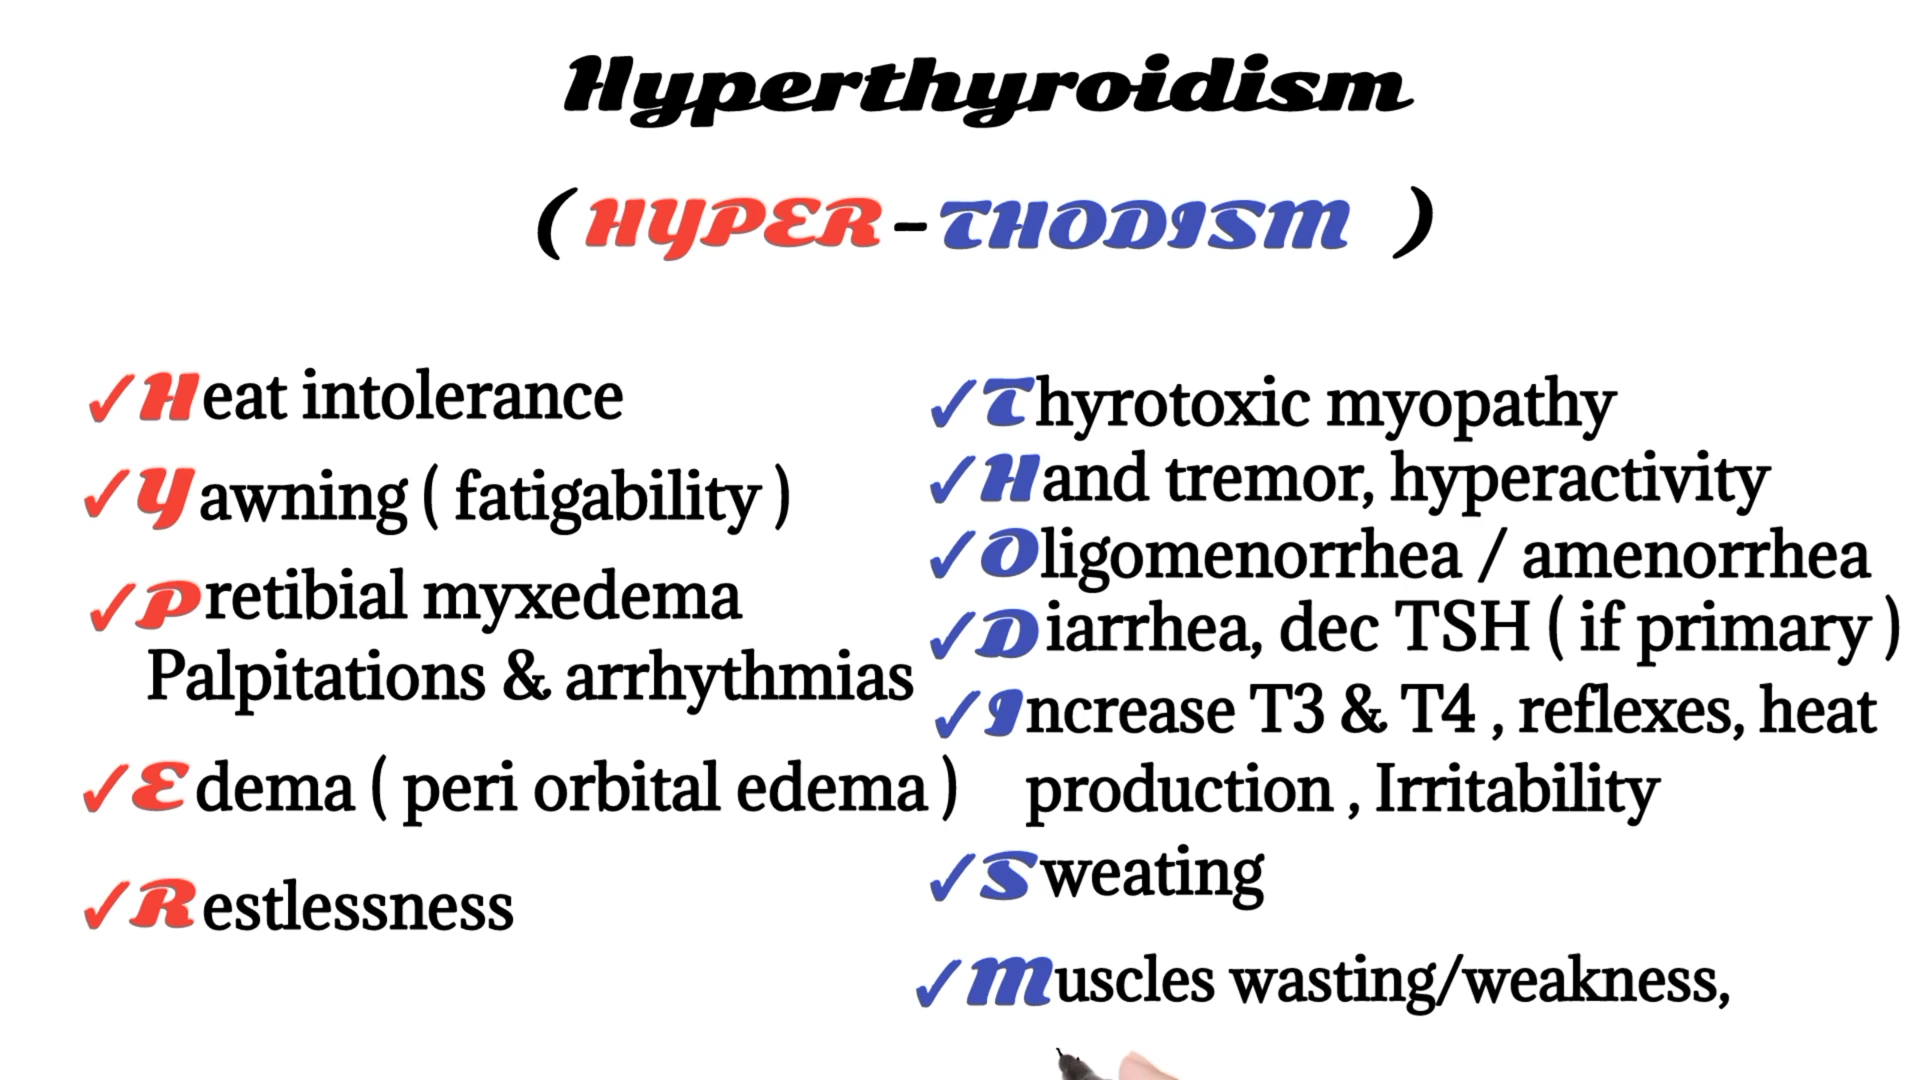 Hyperthyroidism
( HYPER - THODISM )
✓Heat intolerance
✓Yawning ( fatigability )
✓Pretibial myxedema
Palpitations & arrhythmias
✓Edema ( peri orbital edema )
✓Restlessness
✓Thyrotoxic myopathy
✓Hand tremor, hyperactivity
✓Oligomenorrhea / amenorrhea
✓Diarrhea, dec TSH ( if primary )
✓Increase T3 & T4 , reflexes, heat
production , Irritability
✓Sweating
✓Muscles wasting/weakness,